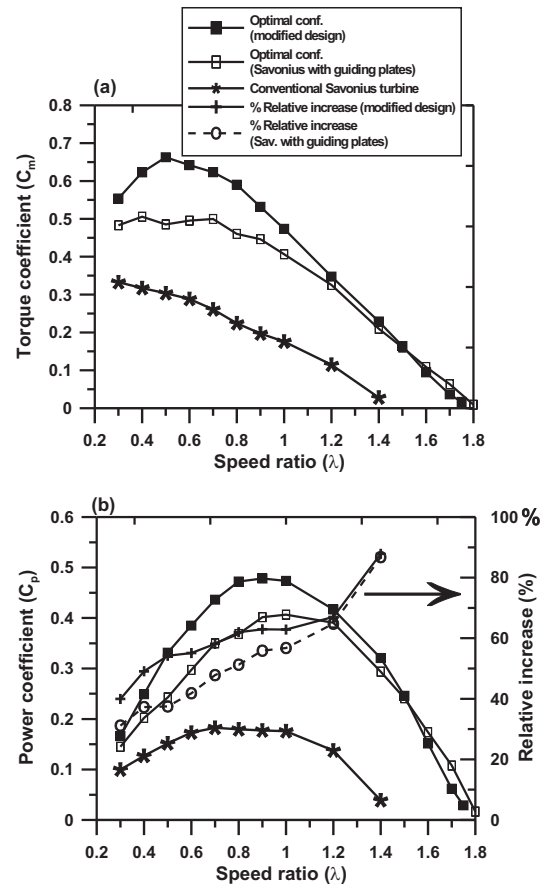 Optimal conf.
(modified design)
Optimal conf.
(Savonius with guiding plates)
Conventional Savonius turbine
% Relative increase (modified design)
% Relative increase
(Sav. with guiding plates)
(a)
0.8
0.7
0.6
0.5
0.4
0.3
0.2
0.1
0
Torque coefficient (Cm)
0.2 0.4 0.6 0.8 1 1.2 1.4 1.6 1.8
Speed ratio (λ)
(b)
0.6
0.5
0.4
0.3
0.2
0.1
0
Power coefficient (Cp)
100 %
80
60
40
20
0
Relative increase (%)
0.2 0.4 0.6 0.8 1 1.2 1.4 1.6 1.8
Speed ratio (λ)